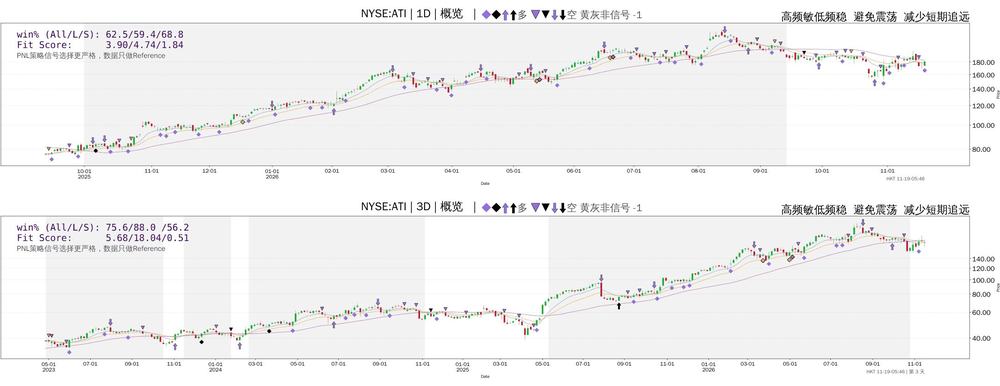 NYSE:ATI | 1D | 概览 | ◆◆⬆⬆多 ▼▼⬇⬇空 黄灰非信号 -1
高频敏低频稳 避免震荡 减少短期追远
win% (All/L/S): 62.5/59.4/68.8
Fit Score: 3.90/4.74/1.84
PNL策略信号选择更严格，数据只做Reference
180.00
160.00
140.00
120.00
100.00
80.00
Price
10-01 11-01 12-01 01-01 02-01 03-01 04-01 05-01 06-01 07-01 08-01 09-01 10-01 11-01
2025 2026
HKT 11-19-05:46
Date
NYSE:ATI | 3D | 概览 | ◆◆⬆⬆多 ▼▼⬇⬇空 黄灰非信号 -1
高频敏低频稳 避免震荡 减少短期追远
win% (All/L/S): 75.6/88.0 /56.2
Fit Score: 5.68/18.04/0.51
PNL策略信号选择更严格，数据只做Reference
140.00
120.00
100.00
80.00
60.00
40.00
Price
05-01 07-01 09-01 11-01 01-01 03-01 05-01 07-01 09-01 11-01 01-01 03-01 05-01 07-01 09-01 11-01 01-01 03-01 05-01 07-01 09-01 11-01
2023 2024 2025 2026
HKT 11-19-05:46 | 第 3 天
Date